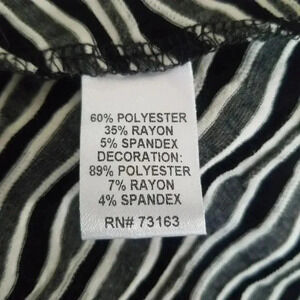 60% POLYESTER
35% RAYON
5% SPANDEX
DECORATION:
89% POLYESTER
7% RAYON
4% SPANDEX
RN# 73163